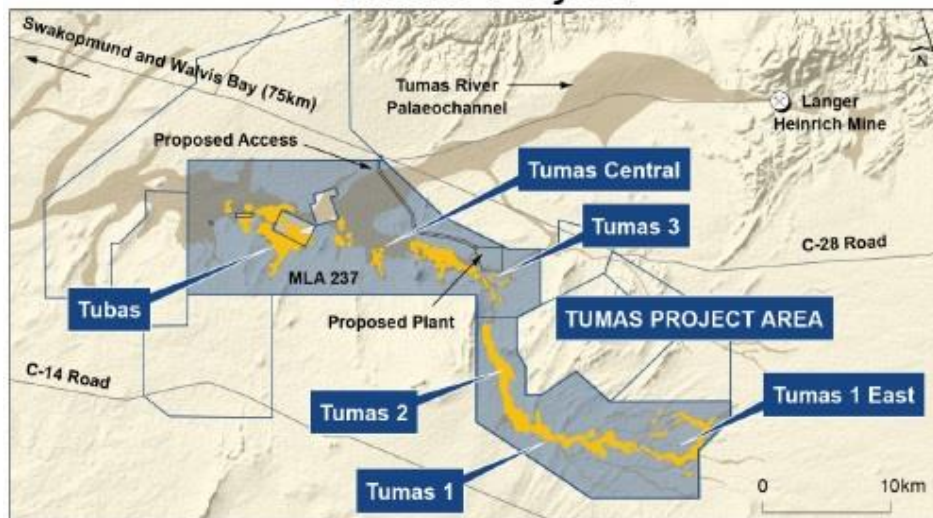 Swakopmund and Walvis Bay (75km)
Tumas River
Palaeochannel
N
Langer
Heinrich Mine
Proposed Access
Tumas Central
Tumas 3
C-28 Road
MLA 237
Tubas
Proposed Plant
TUMAS PROJECT AREA
C-14 Road
Tumas 2
Tumas 1 East
Tumas 1
0
10km